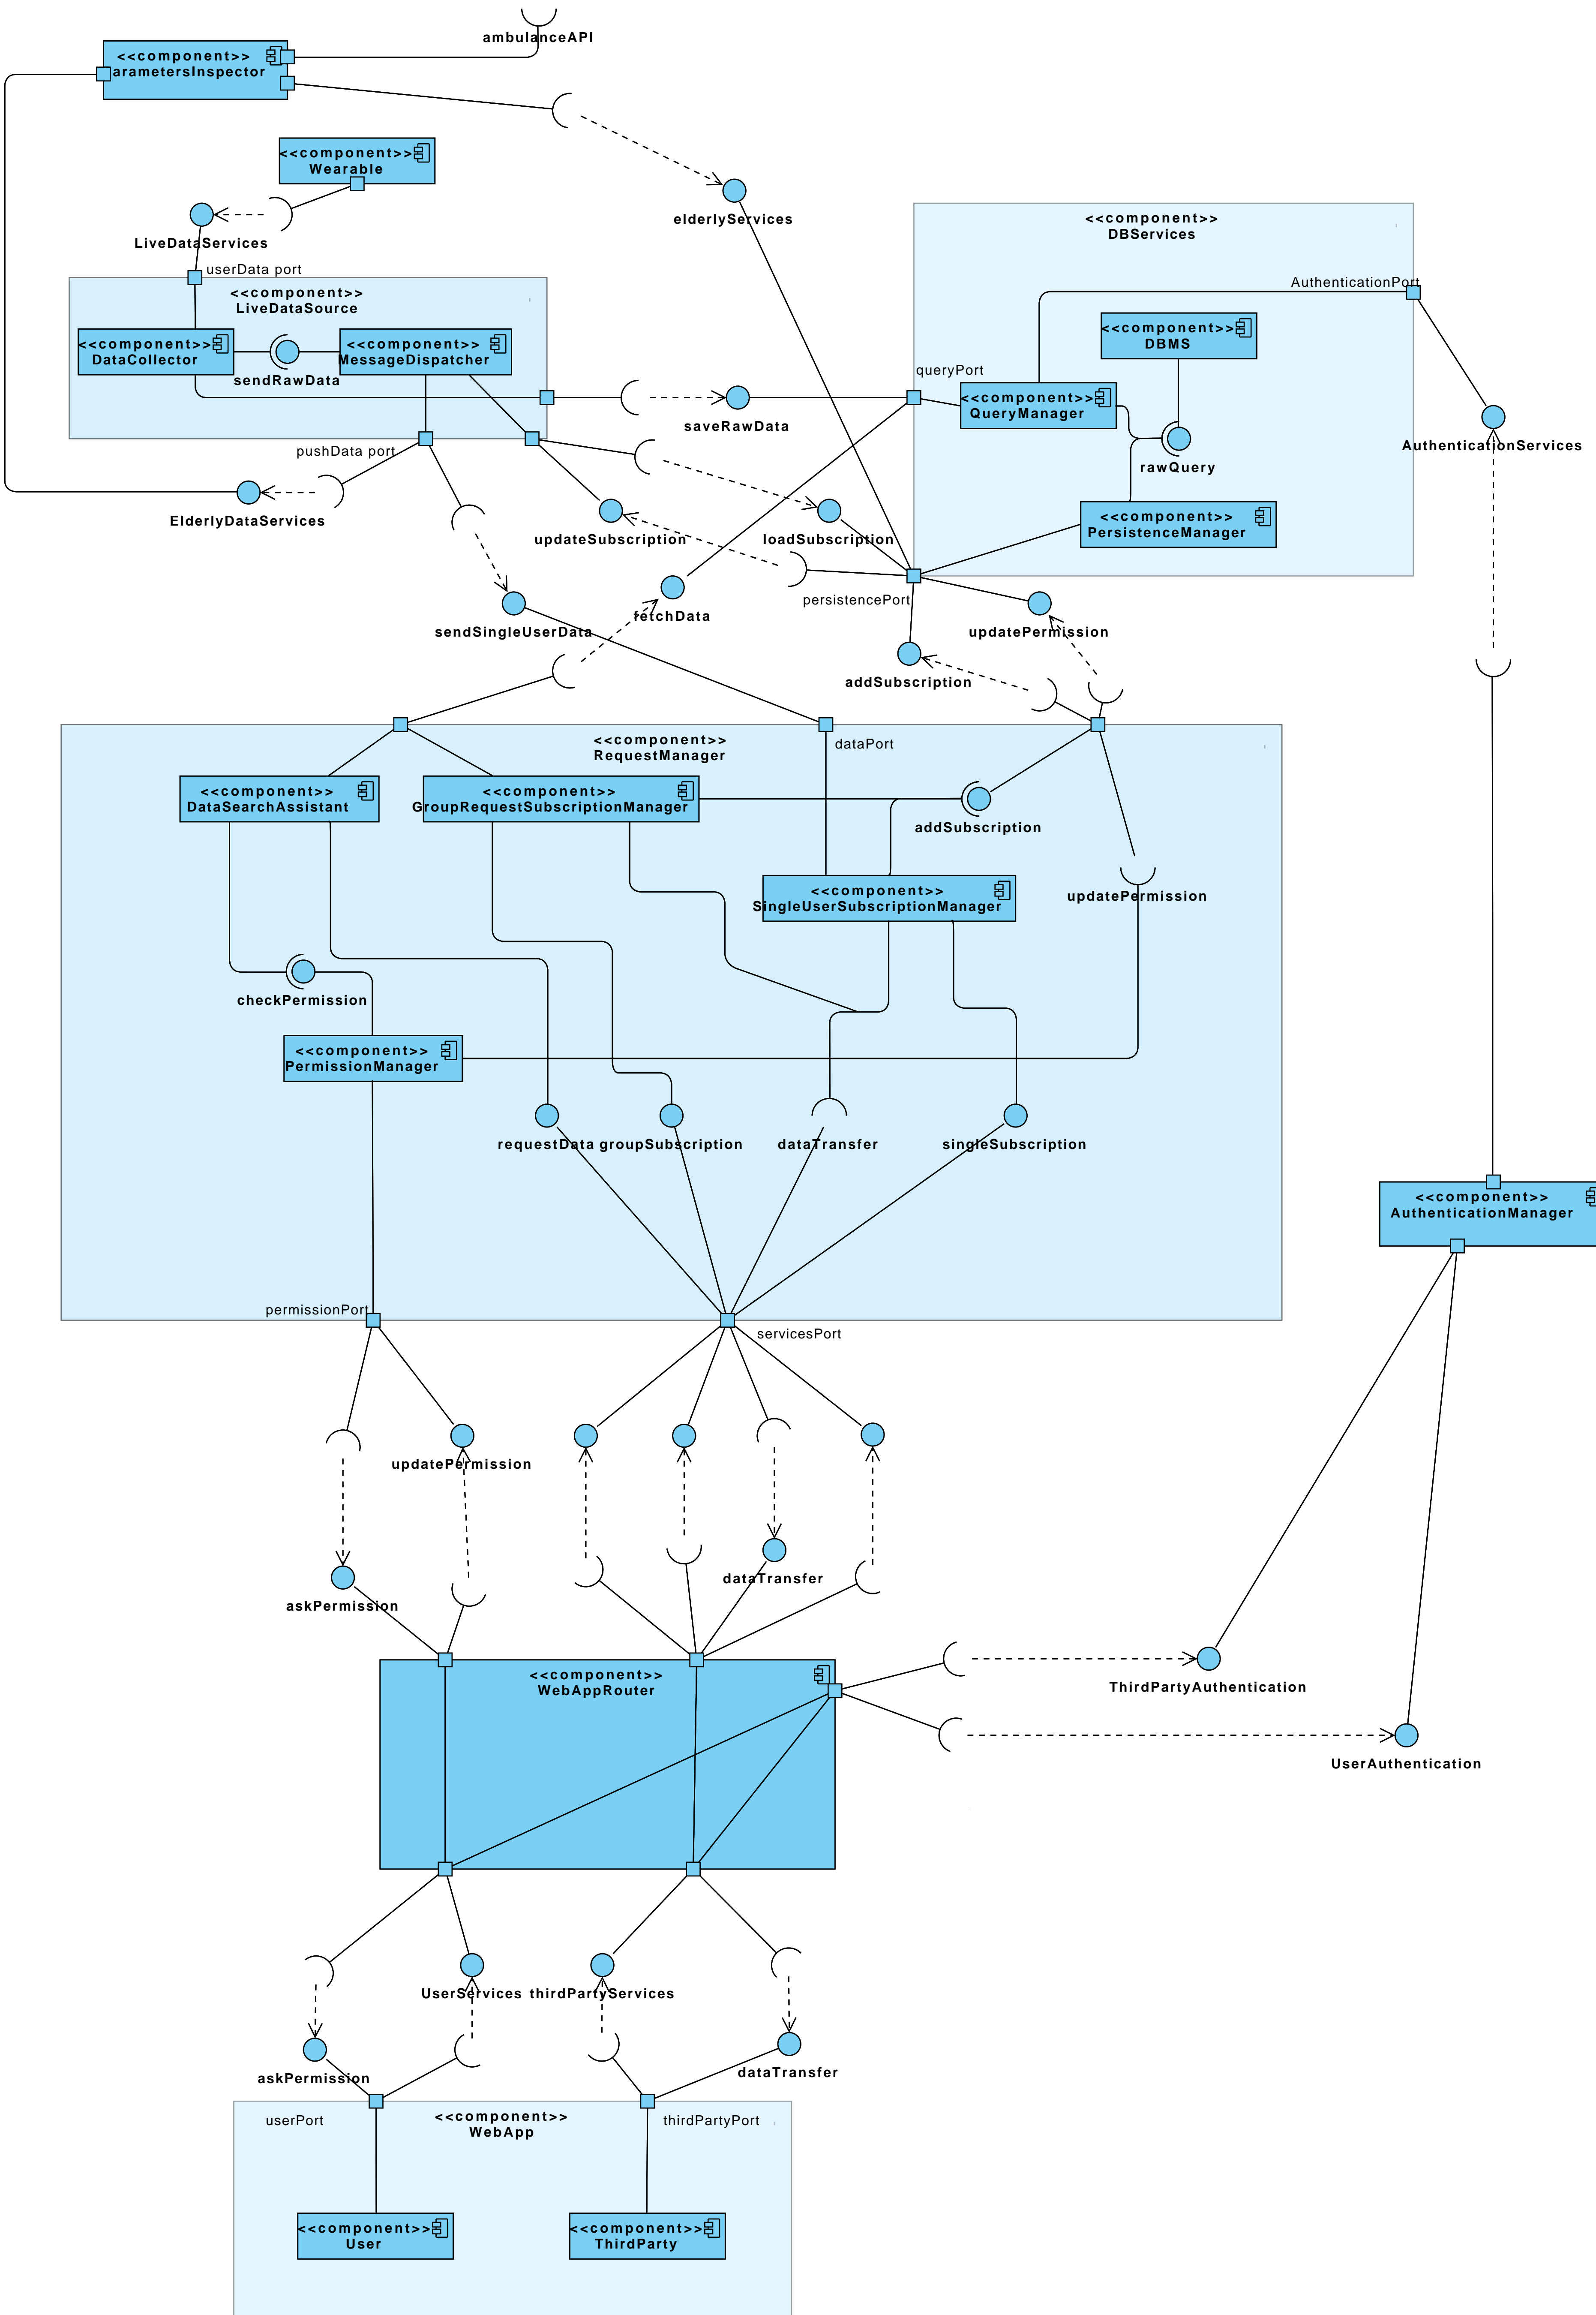 ambulanceAPI
<<component>>
arametersInspector
<<component>>
Wearable
elderlyServices
<<component>>
DBServices
LiveDataServices
userData port
<<component>>
LiveDataSource
AuthenticationPort
<<component>>
DBMS
<<component>>
DataCollector
<<component>>
MessageDispatcher
sendRawData
queryPort
<<component>>
QueryManager
saveRawData
AuthenticationServices
pushData port
rawQuery
ElderlyDataServices
<<component>>
PersistenceManager
updateSubscription
loadSubscription
persistencePort
fetchData
sendSingleUserData
updatePermission
addSubscription
<<component>>
RequestManager
dataPort
<<component>>
DataSearchAssistant
<<component>>
GroupRequestSubscriptionManager
addSubscription
<<component>>
SingleUserSubscriptionManager
updatePermission
checkPermission
<<component>>
PermissionManager
requestData
groupSubscription
dataTransfer
singleSubscription
<<component>>
AuthenticationManager
permissionPort
servicesPort
updatePermission
dataTransfer
askPermission
<<component>>
WebAppRouter
ThirdPartyAuthentication
UserAuthentication
UserServices
thirdPartyServices
askPermission
dataTransfer
userPort
<<component>>
WebApp
thirdPartyPort
<<component>>
User
<<component>>
ThirdParty